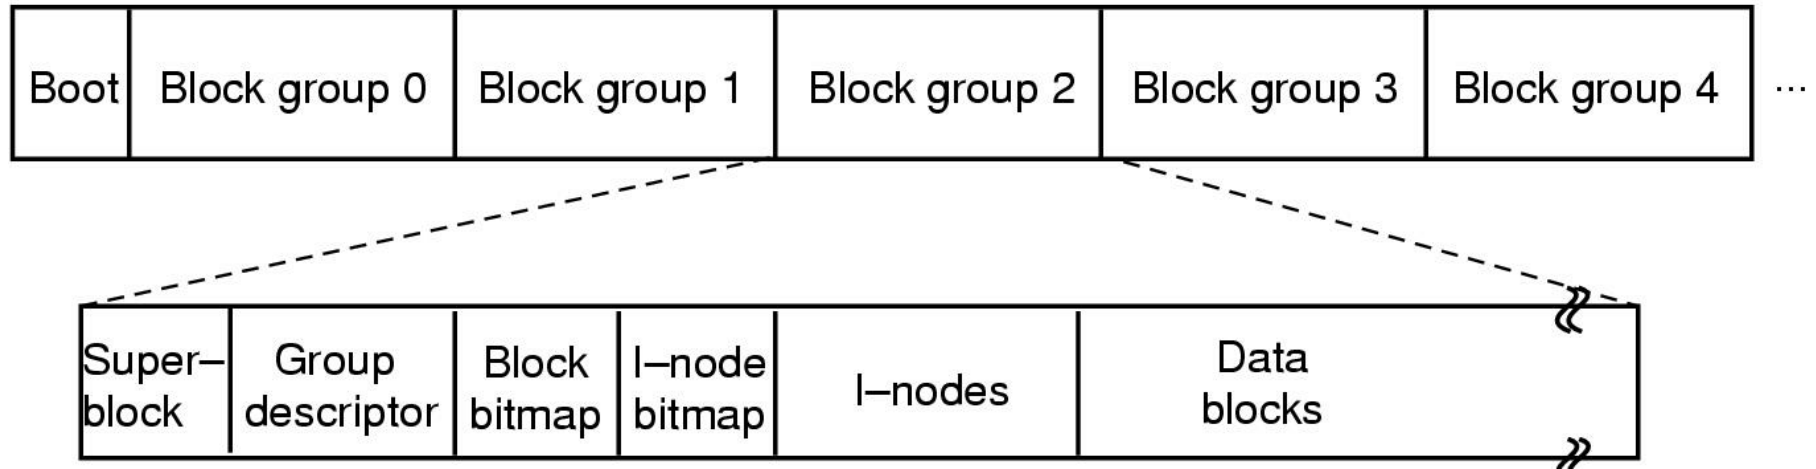 Boot Block group 0 Block group 1 Block group 2 Block group 3 Block group 4 ...
Super–
block
Group
descriptor
Block
bitmap
I–node
bitmap
I–nodes
Data
blocks